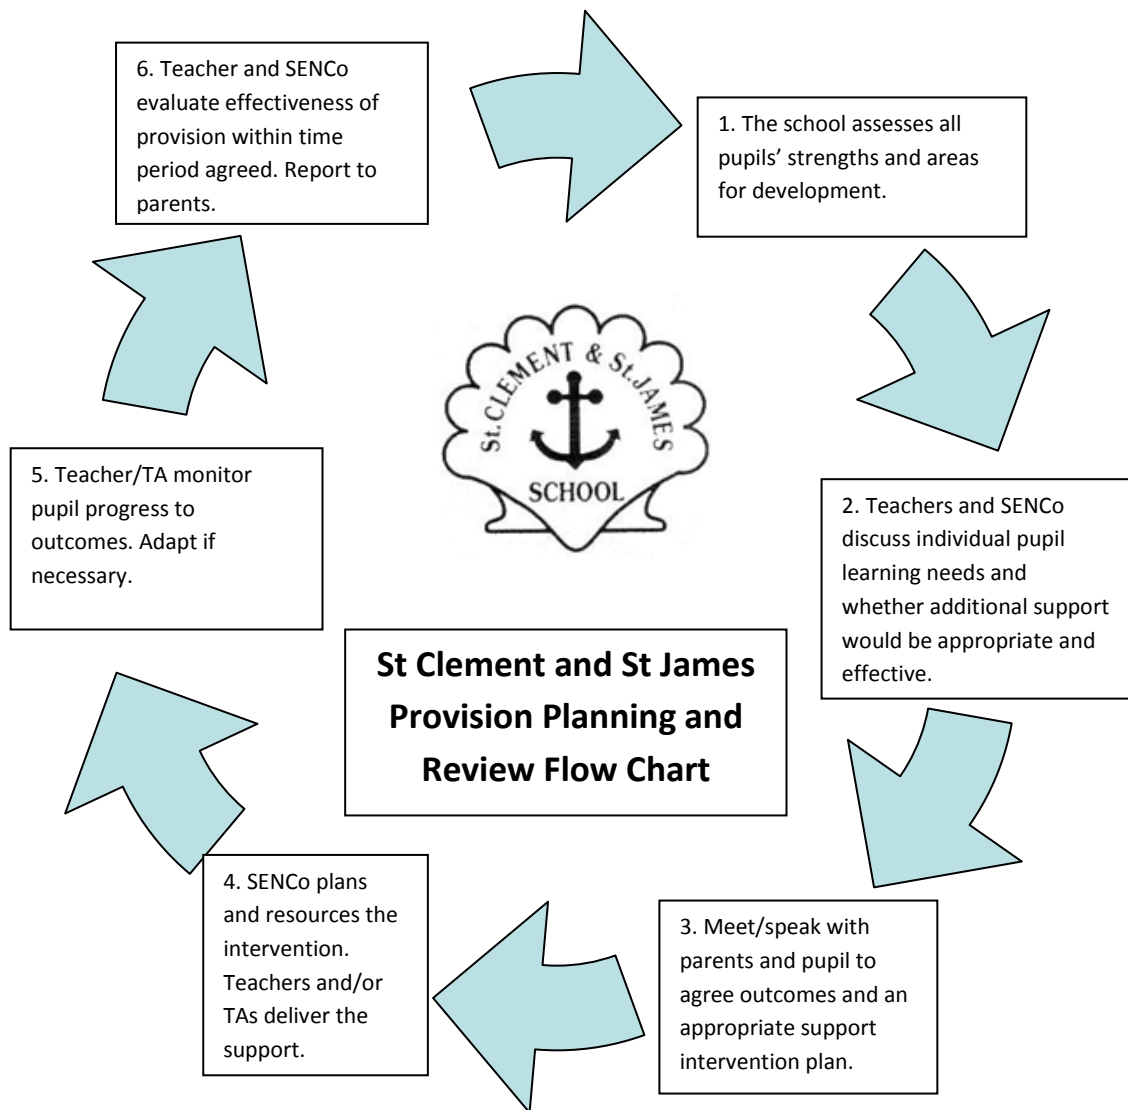 6. Teacher and SENCo
evaluate effectiveness of
provision within time
period agreed. Report to
parents.
1. The school assesses all
pupils’ strengths and areas
for development.
St. CLEMENT & St. JAMES
SCHOOL
5. Teacher/TA monitor
pupil progress to
outcomes. Adapt if
necessary.
2. Teachers and SENCo
discuss individual pupil
learning needs and
whether additional support
would be appropriate and
effective.
St Clement and St James
Provision Planning and
Review Flow Chart
4. SENCo plans
and resources the
intervention.
Teachers and/or
TAs deliver the
support.
3. Meet/speak with
parents and pupil to
agree outcomes and an
appropriate support
intervention plan.